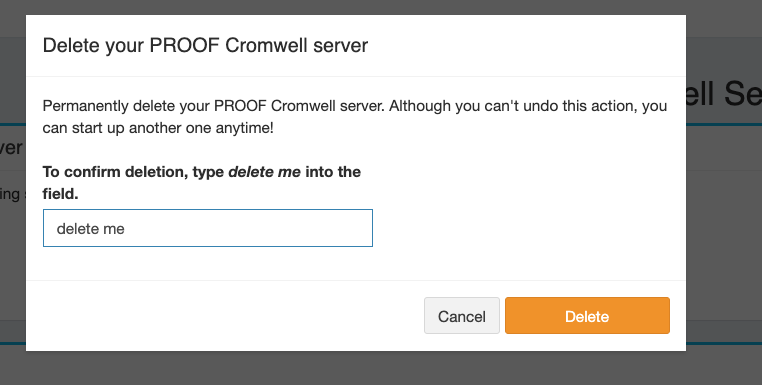 Delete your PROOF Cromwell server
ell Se
Permanently delete your PROOF Cromwell server. Although you can't undo this action, you
can start up another one anytime!
ver
To confirm deletion, type delete me into the
ing
field.
delete me
Cancel
Delete